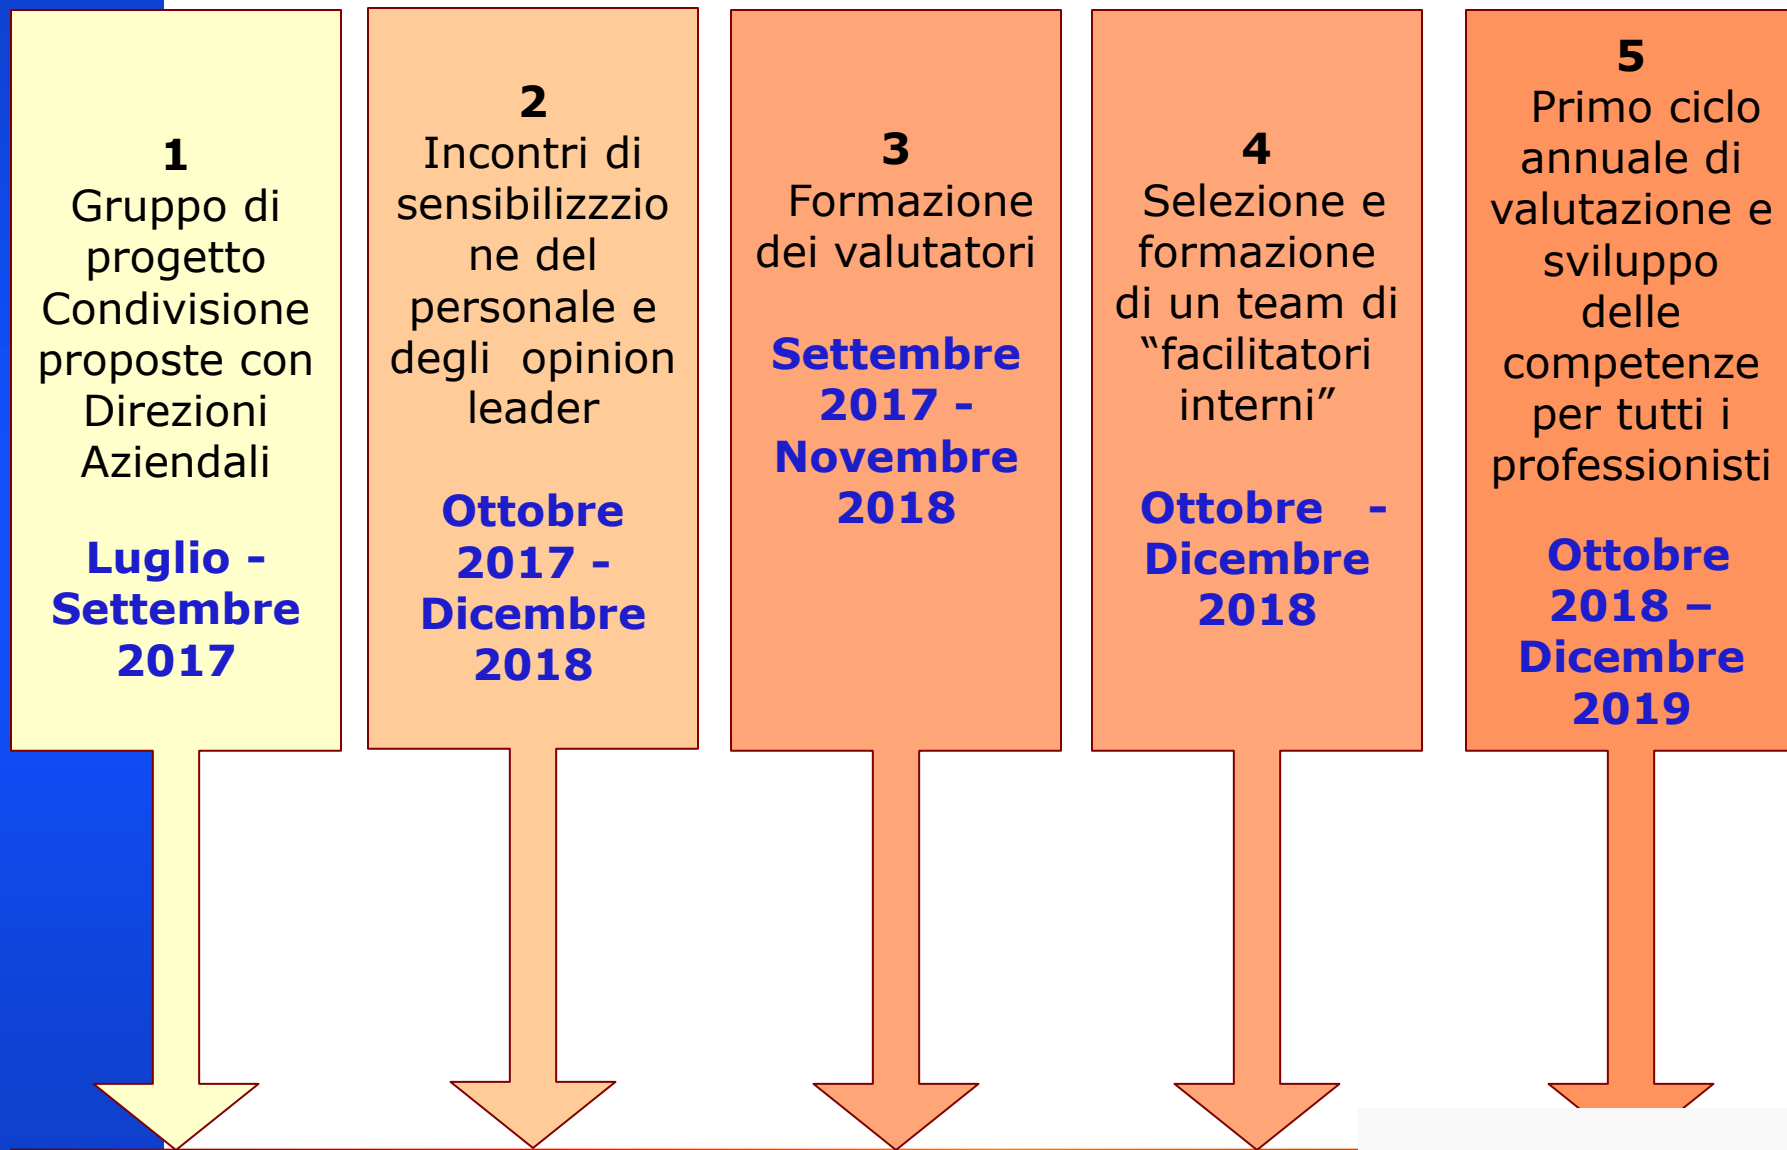 1
Gruppo di
progetto
Condivisione
proposte con
Direzioni
Aziendali
Luglio -
Settembre
2017
2
Incontri di
sensibilizzzio
ne del
personale e
degli opinion
leader
Ottobre
2017 -
Dicembre
2018
3
Formazione
dei valutatori
Settembre
2017 -
Novembre
2018
4
Selezione e
formazione
di un team di
“facilitatori
interni”
Ottobre -
Dicembre
2018
5
Primo ciclo
annuale di
valutazione e
sviluppo
delle
competenze
per tutti i
professionisti
Ottobre
2018 –
Dicembre
2019